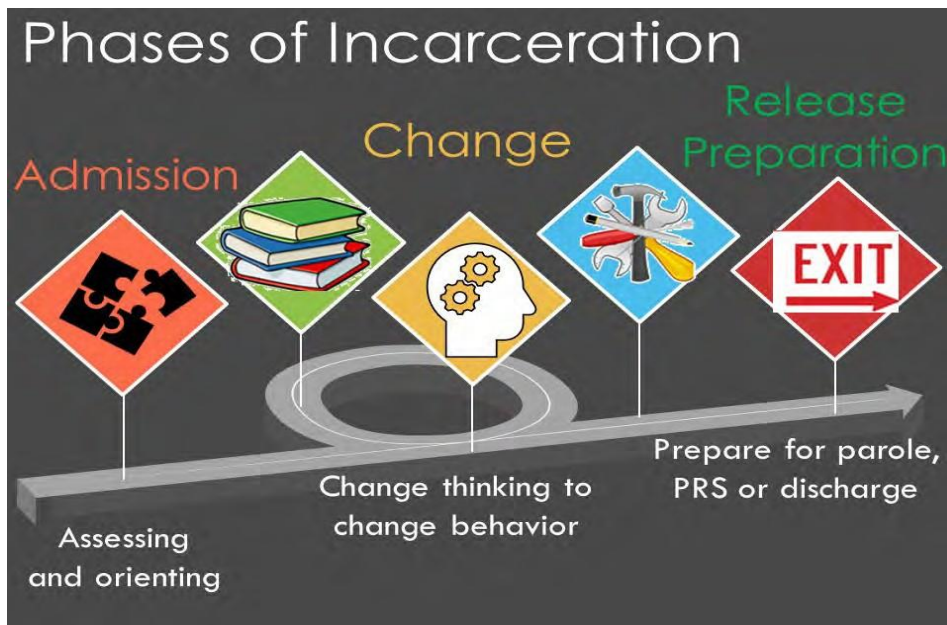 Phases of Incarceration
Admission
Change
Release
Preparation
EXIT
Assessing
and orienting
Change thinking to
change behavior
Prepare for parole,
PRS or discharge